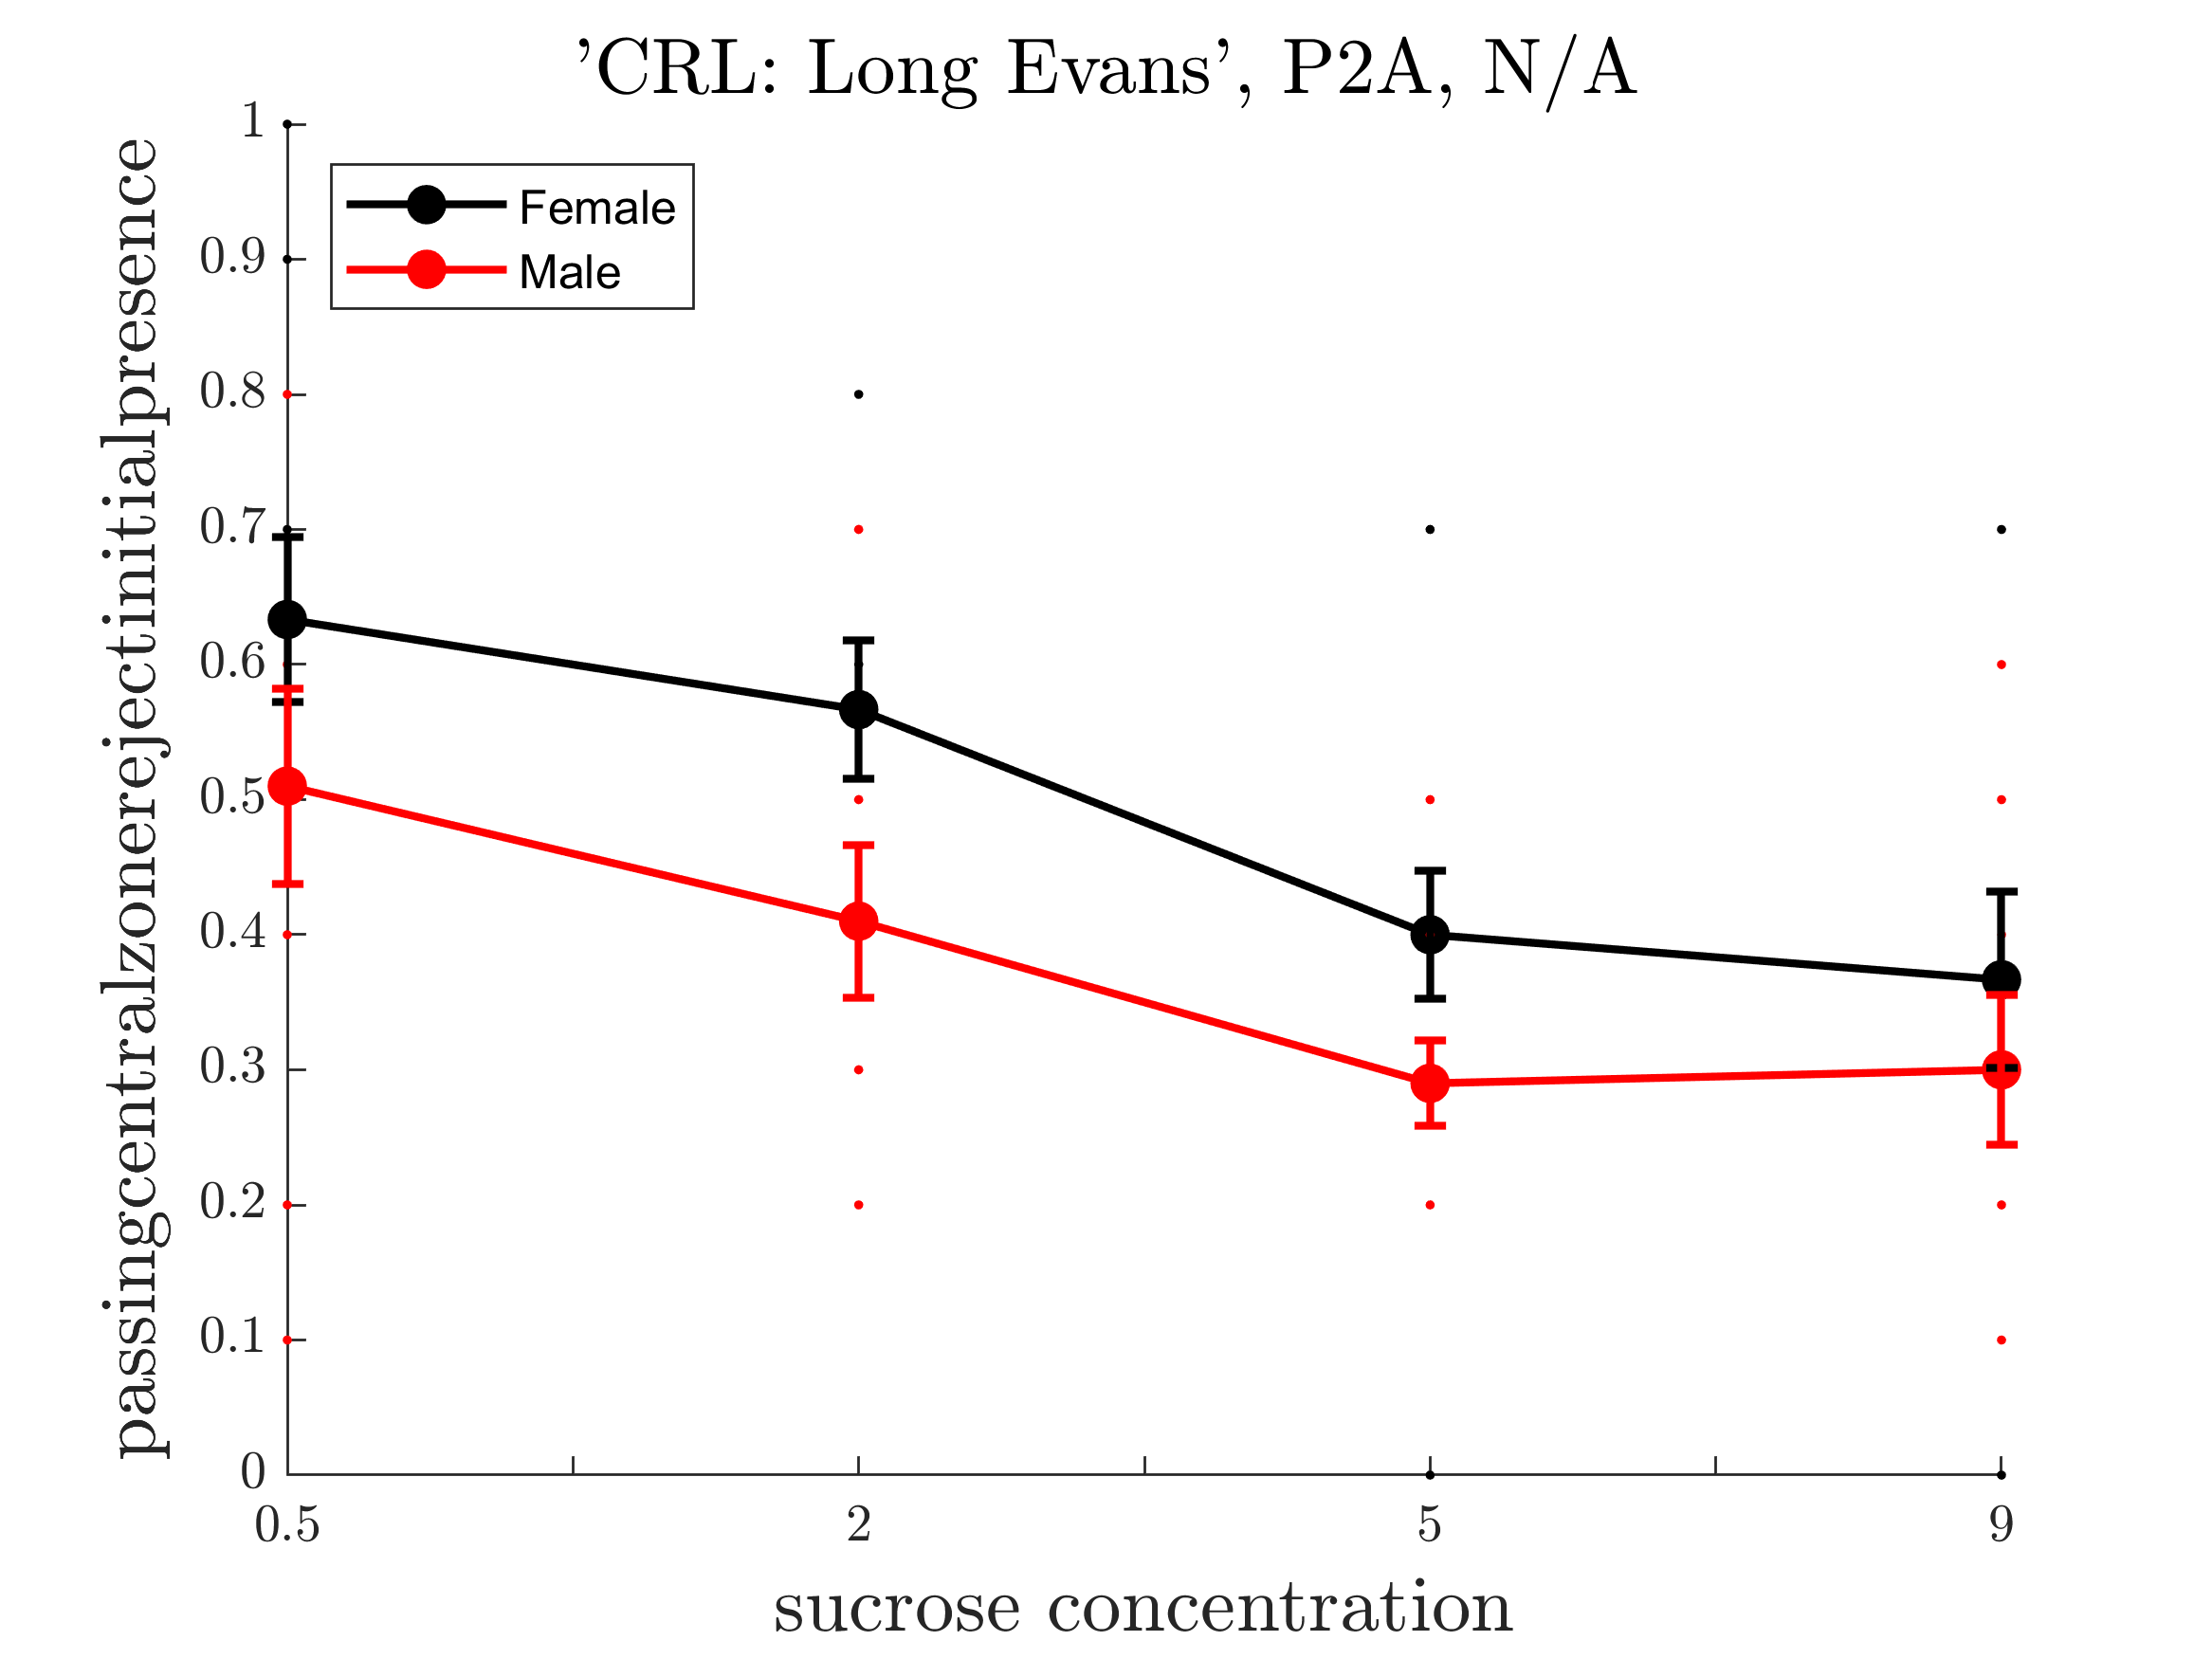 'CRL: Long Evans', P2A, N/A
passingcentralzonerejectinitialpresence
1
0.9
0.8
0.7
0.6
0.5
0.4
0.3
0.2
0.1
0
Female
Male
0.5 2 5 9
sucrose concentration